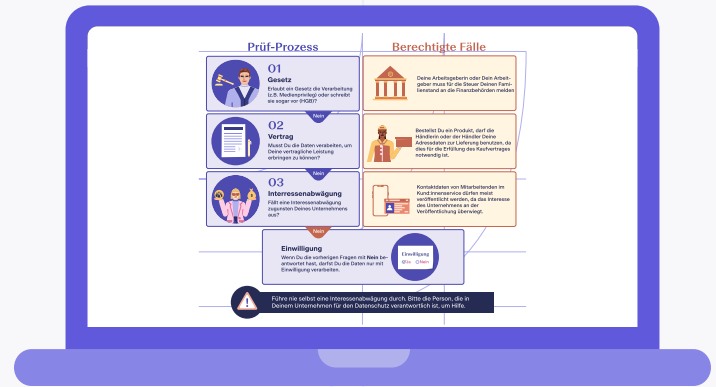 Prüf-Prozess
Berechtigte Fälle
01
Gesetz
Erlaubt ein Gesetz die Verarbeitung
(z.B. Medienprivileg) oder schreibt
sie sogar vor (HGB)?
Deine Arbeitsgeberin oder Dein Arbeit-
geber muss für die Steuer Deinen Fami-
lienstand an die Finanzbehörden melden
Nein
02
Vertrag
Musst Du die Daten verabeiten, um
Deine vertragliche Leistung
erbringen zu können?
Bestellst Du ein Produkt, darf die
Händlerin oder der Händler Deine
Adressdaten zur Lieferung benutzen, da
dies für die Erfüllung des Kaufvertrages
notwendig ist.
Nein
03
Interressenabwägung
Fällt eine Interessenabwägung
zugunsten Deines Unternehmens
aus?
Kontaktdaten von Mitarbeitenden im
Kund:innenservice dürfen meist
veröffentlicht werden, da das Interesse
des Unternehmens an der
Veröffentlichung überwiegt.
Nein
Einwilligung
Wenn Du die vorherigen Fragen mit Nein be-
antwortet hast, darfst Du die Daten nur mit
Einwilligung verarbeiten.
Einwilligung
Ja Nein
Führe nie selbst eine Interessenabwägung durch. Bitte die Person, die in
Deinem Unternehmen für den Datenschutz verantwortlich ist, um Hilfe.